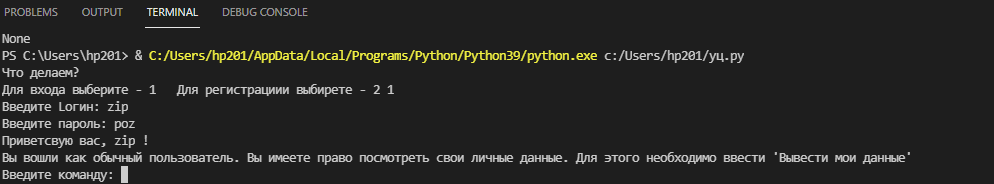 PROBLEMS OUTPUT TERMINAL DEBUG CONSOLE
None
PS C:\Users\hp201> & C:/Users/hp201/AppData/Local/Programs/Python/Python39/python.exe c:/Users/hp201/уц.py
Что делаем?
Для входа выберите - 1   Для регистрациии выбирете - 2 1
Введите Логин: zip
Введите пароль: poz
Приветсвую вас, zip !
Вы вошли как обычный пользователь. Вы имеете право посмотреть свои личные данные. Для этого необходимо ввести 'Вывести мои данные'
Введите команду: